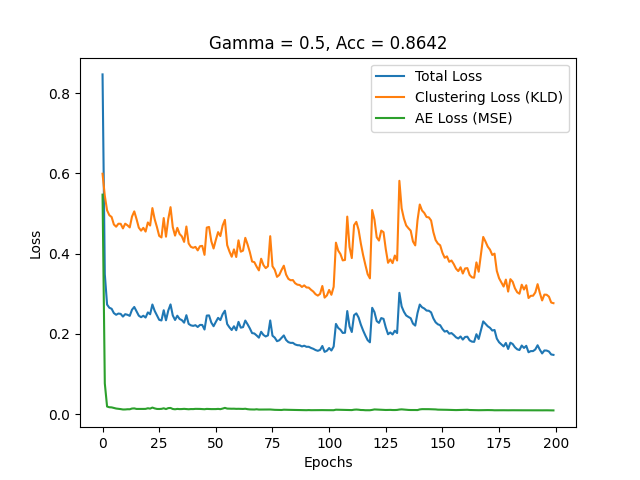 Gamma = 0.5, Acc = 0.8642
Total Loss
Clustering Loss (KLD)
AE Loss (MSE)
0.8
0.6
0.4
0.2
0.0
Loss
0 25 50 75 100 125 150 175 200
Epochs